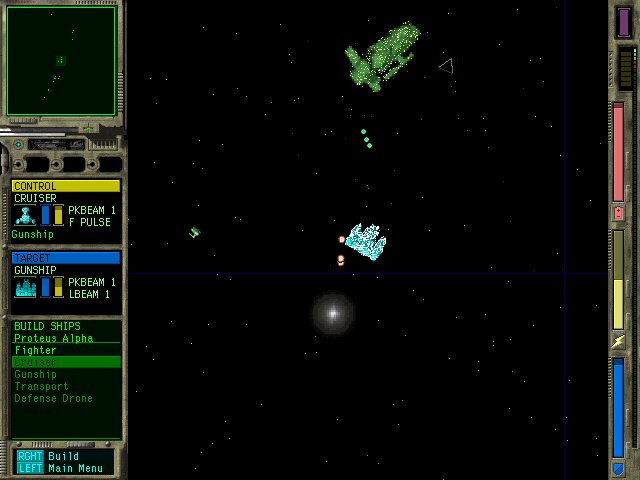 CONTROL
CRUISER
PKBEAM 1
F PULSE
Gunship
TARGET
GUNSHIP
PKBEAM 1
LBEAM 1
BUILD SHIPS
Proteus Alpha
Fighter
Cruiser
Gunship
Transport
Defense Drone
RGHT Build
LEFT Main Menu